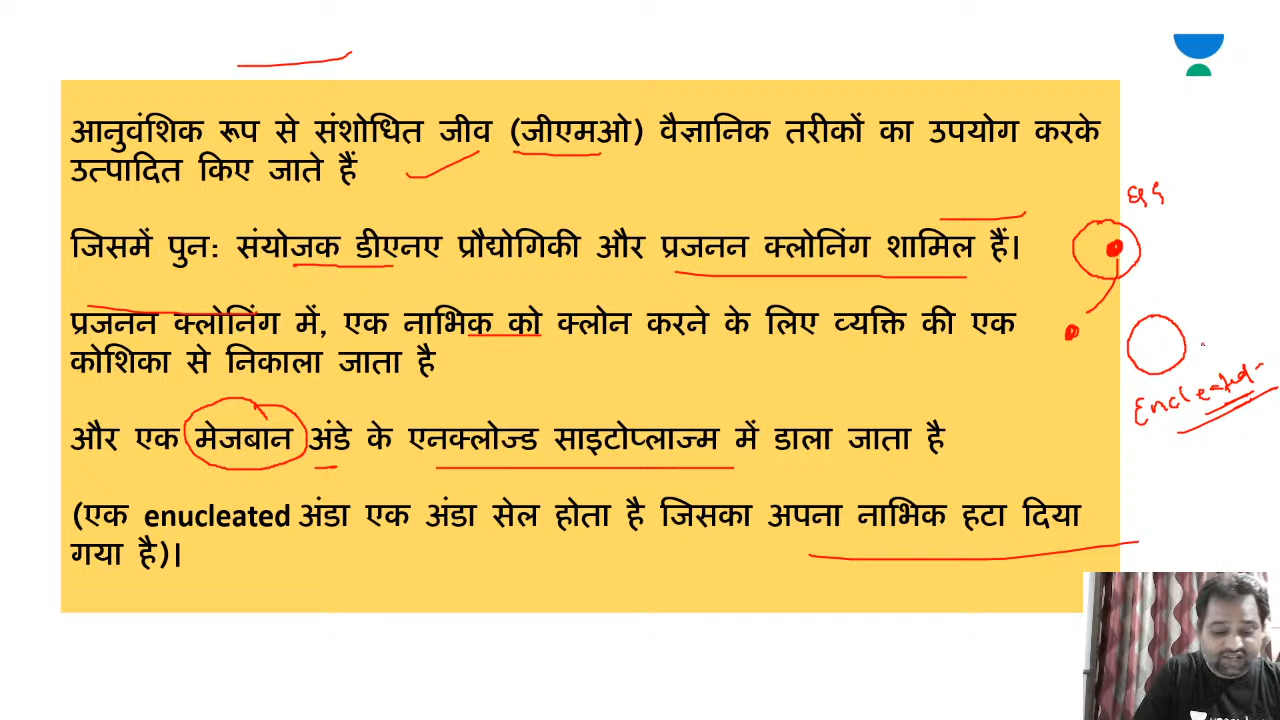 आनुवंशिक रूप से संशोधित जीव (जीएमओ) वैज्ञानिक तरीकों का उपयोग करके
उत्पादित किए जाते हैं
जिसमें पुन: संयोजक डीएनए प्रौद्योगिकी और प्रजनन क्लोनिंग शामिल हैं।
प्रजनन क्लोनिंग में, एक नाभिक को क्लोन करने के लिए व्यक्ति की एक
कोशिका से निकाला जाता है
और एक मेजबान अंडे के एनक्लोज्ड साइटोप्लाज्म में डाला जाता है
(एक enucleated अंडा एक अंडा सेल होता है जिसका अपना नाभिक हटा दिया
गया है)।
Encleated